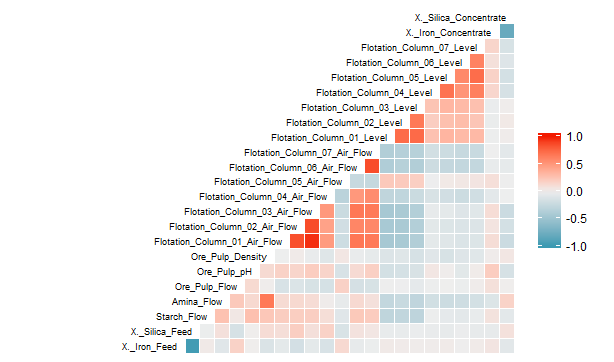 X._Silica_Concentrate
X._Iron_Concentrate
Flotation_Column_07_Level
Flotation_Column_06_Level
Flotation_Column_05_Level
Flotation_Column_04_Level
Flotation_Column_03_Level
Flotation_Column_02_Level
Flotation_Column_01_Level
Flotation_Column_07_Air_Flow
Flotation_Column_06_Air_Flow
Flotation_Column_05_Air_Flow
Flotation_Column_04_Air_Flow
Flotation_Column_03_Air_Flow
Flotation_Column_02_Air_Flow
Flotation_Column_01_Air_Flow
Ore_Pulp_Density
Ore_Pulp_pH
Ore_Pulp_Flow
Amina_Flow
Starch_Flow
X._Silica_Feed
X._Iron_Feed
1.0
0.5
0.0
-0.5
-1.0